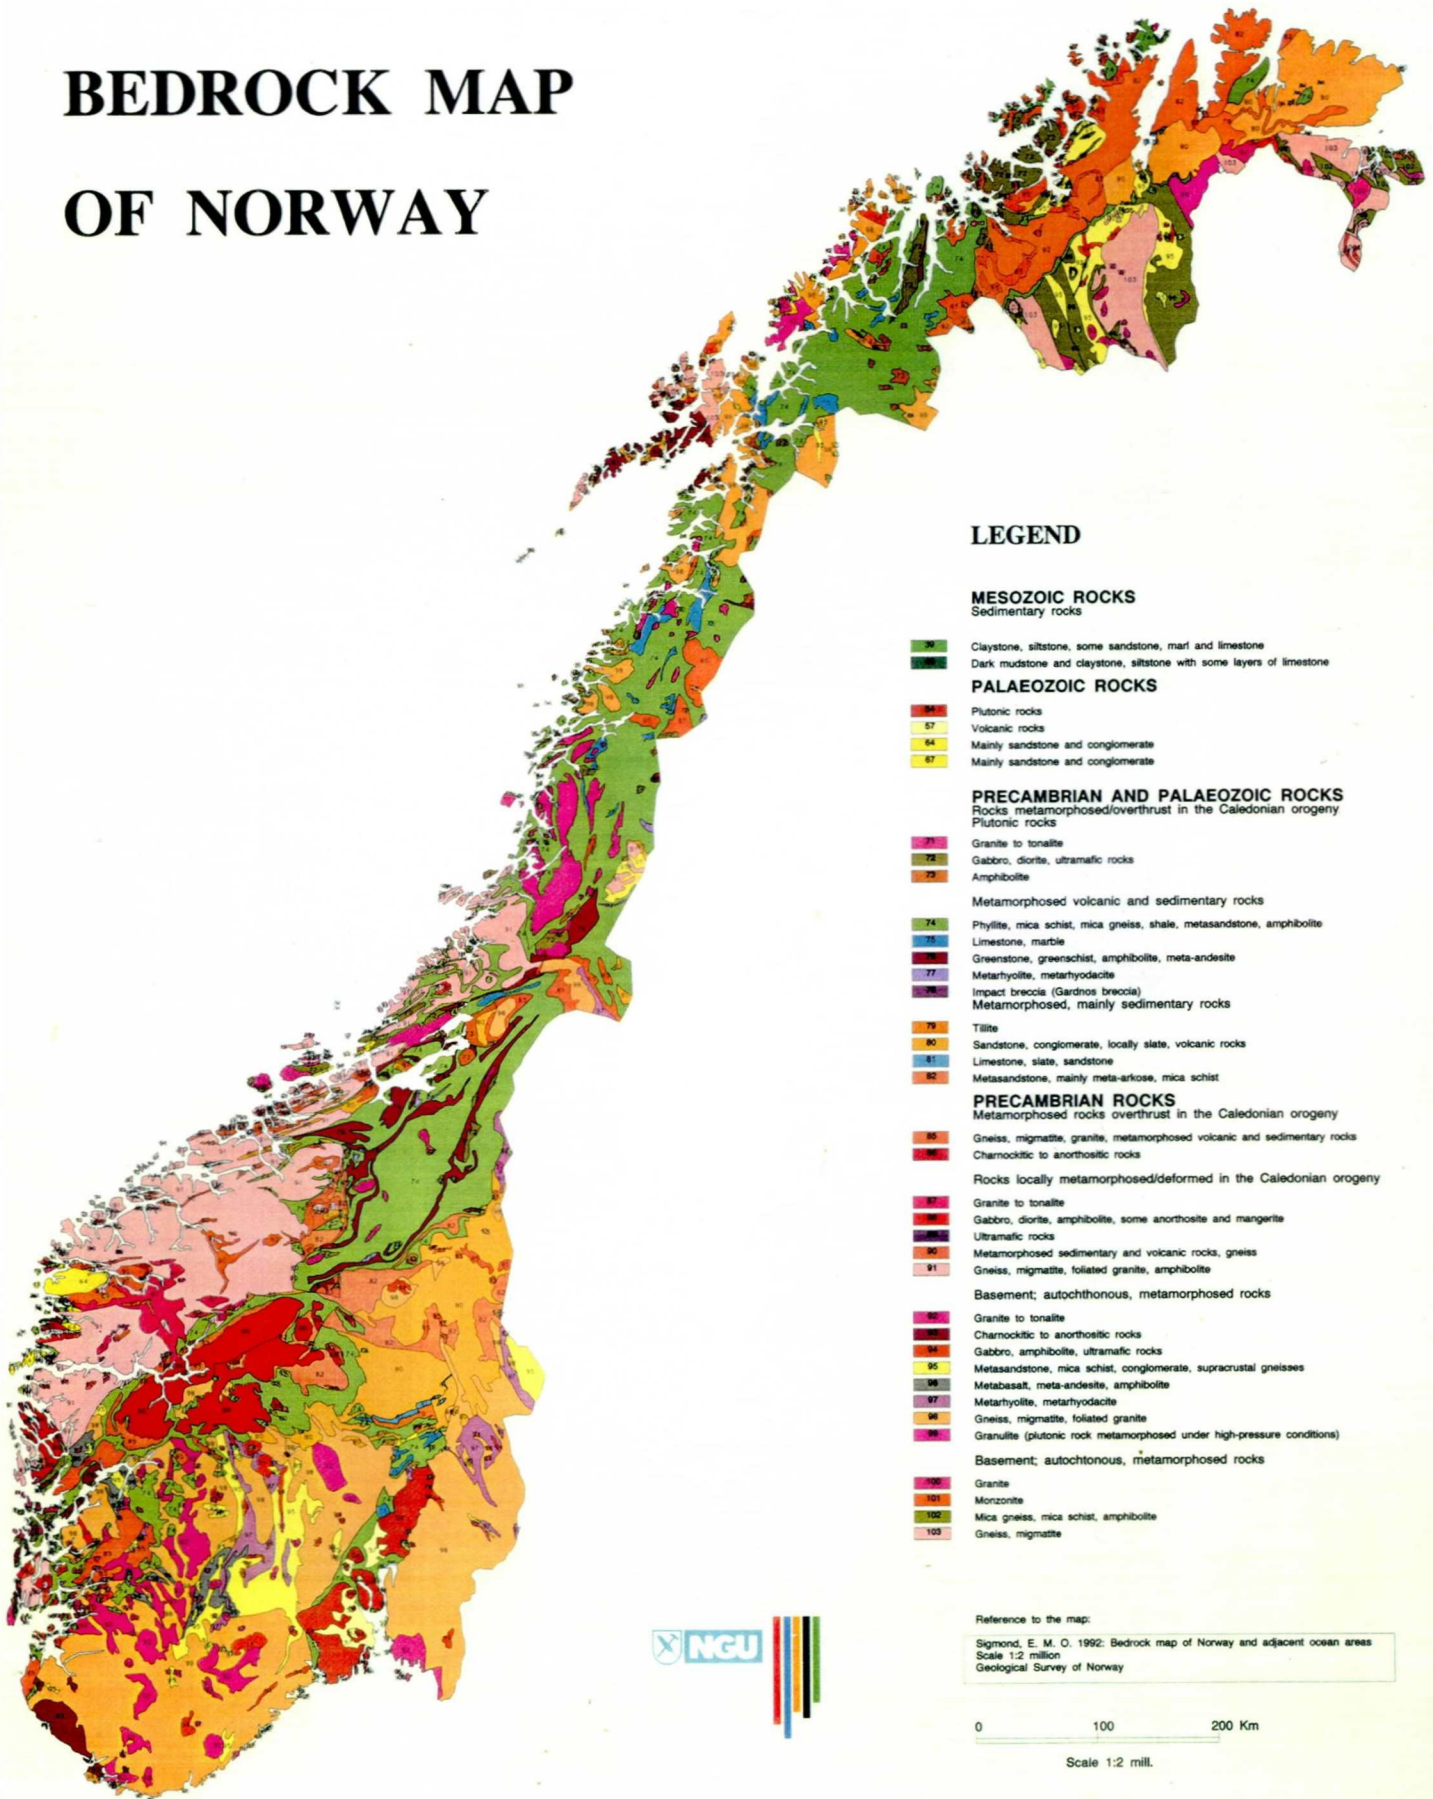 BEDROCK MAP
OF NORWAY
LEGEND
MESOZOIC ROCKS
Sedimentary rocks
39 Claystone, siltstone, some sandstone, marl and limestone
Dark mudstone and claystone, siltstone with some layers of limestone
PALAEOZOIC ROCKS
54 Plutonic rocks
57 Volcanic rocks
64 Mainly sandstone and conglomerate
67 Mainly sandstone and conglomerate
PRECAMBRIAN AND PALAEOZOIC ROCKS
Rocks metamorphosed/overthrust in the Caledonian orogeny
Plutonic rocks
71 Granite to tonalite
72 Gabbro, diorite, ultramafic rocks
73 Amphibolite
Metamorphosed volcanic and sedimentary rocks
74 Phyllite, mica schist, mica gneiss, shale, metasandstone, amphibolite
75 Limestone, marble
76 Greenstone, greenschist, amphibolite, meta-andesite
77 Metarhyolite, metarhyodacite
78 Impact breccia (Gardnos breccia)
Metamorphosed, mainly sedimentary rocks
79 Tillite
80 Sandstone, conglomerate, locally slate, volcanic rocks
81 Limestone, slate, sandstone
82 Metasandstone, mainly meta-arkose, mica schist
PRECAMBRIAN ROCKS
Metamorphosed rocks overthrust in the Caledonian orogeny
85 Gneiss, migmatite, granite, metamorphosed volcanic and sedimentary rocks
86 Charnockitic to anorthositic rocks
Rocks locally metamorphosed/deformed in the Caledonian orogeny
87 Granite to tonalite
88 Gabbro, diorite, amphibolite, some anorthosite and mangerite
89 Ultramafic rocks
90 Metamorphosed sedimentary and volcanic rocks, gneiss
91 Gneiss, migmatite, foliated granite, amphibolite
Basement; autochthonous, metamorphosed rocks
92 Granite to tonalite
93 Charnockitic to anorthositic rocks
94 Gabbro, amphibolite, ultramafic rocks
95 Metasandstone, mica schist, conglomerate, supracrustal gneisses
96 Metabasalt, meta-andesite, amphibolite
97 Metarhyolite, metarhyodacite
98 Gneiss, migmatite, foliated granite
99 Granulite (plutonic rock metamorphosed under high-pressure conditions)
Basement; autochtonous, metamorphosed rocks
100 Granite
101 Monzonite
102 Mica gneiss, mica schist, amphibolite
103 Gneiss, migmatite
NGU
Reference to the map:
Sigmond, E. M. O. 1992: Bedrock map of Norway and adjacent ocean areas
Scale 1:2 million
Geological Survey of Norway
0 100 200 Km
Scale 1:2 mill.